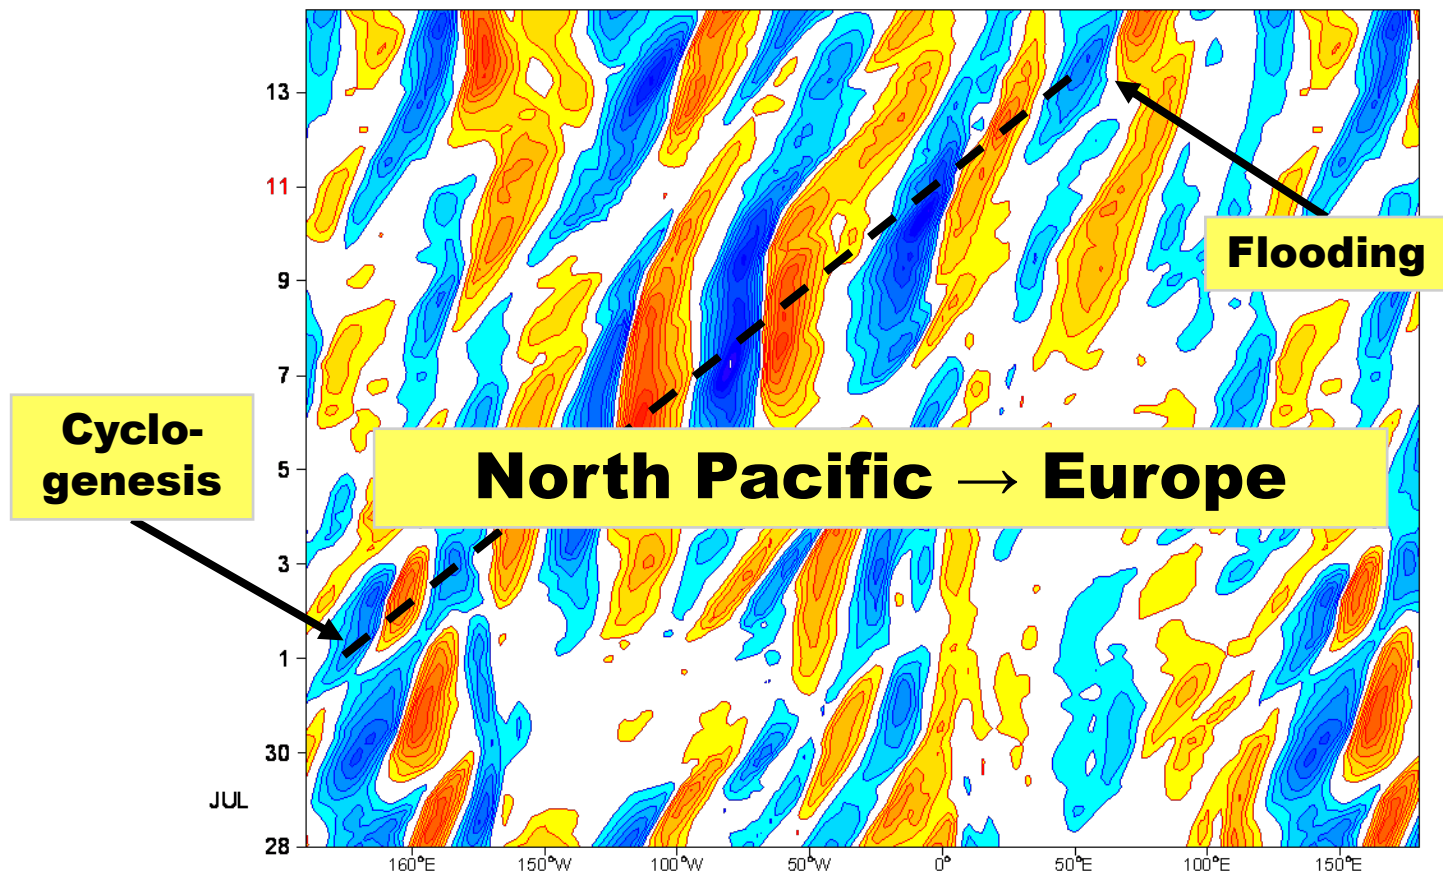 13
11
9
Flooding
7
Cyclo-
genesis
5
North Pacific → Europe
3
1
30
JUL
28
160°E
150°W
100°W
50°W
0°
50°E
100°E
150°E